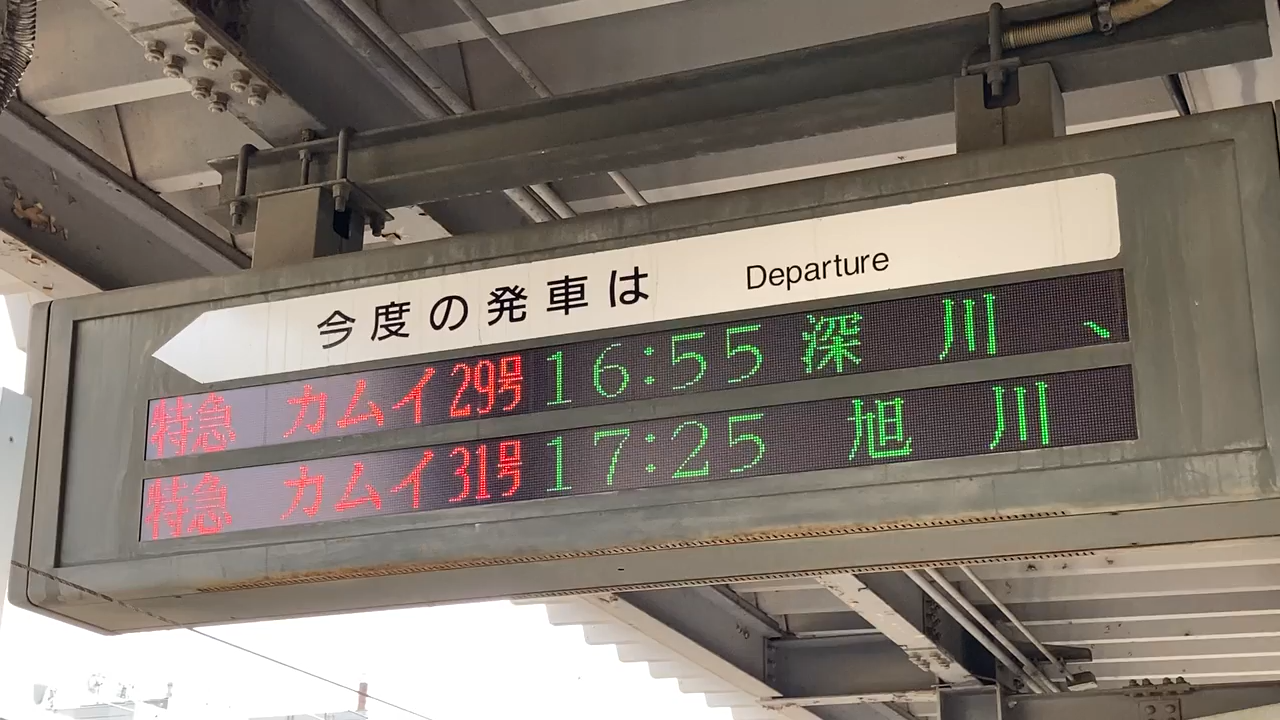 今度の発車は Departure
特急 カムイ29号 16:55 深 川、
特急 カムイ31号 17:25 旭 川